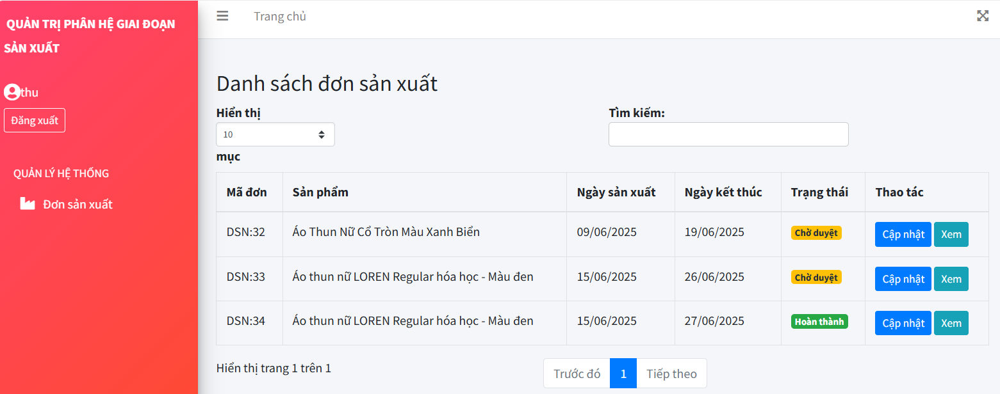 QUẢN TRỊ PHÂN HỆ GIAI ĐOẠN
SẢN XUẤT
thu
Đăng xuất
QUẢN LÝ HỆ THỐNG
Đơn sản xuất
Trang chủ
Danh sách đơn sản xuất
Hiển thị
10
mục
Tìm kiếm:
Mã đơn Sản phẩm Ngày sản xuất Ngày kết thúc Trạng thái Thao tác
DSN:32 Áo Thun Nữ Cổ Tròn Màu Xanh Biển 09/06/2025 19/06/2025 Chờ duyệt Cập nhật Xem
DSN:33 Áo thun nữ LOREN Regular hóa học - Màu đen 15/06/2025 26/06/2025 Chờ duyệt Cập nhật Xem
DSN:34 Áo thun nữ LOREN Regular hóa học - Màu đen 15/06/2025 27/06/2025 Hoàn thành Cập nhật Xem
Hiển thị trang 1 trên 1
Trước đó 1 Tiếp theo